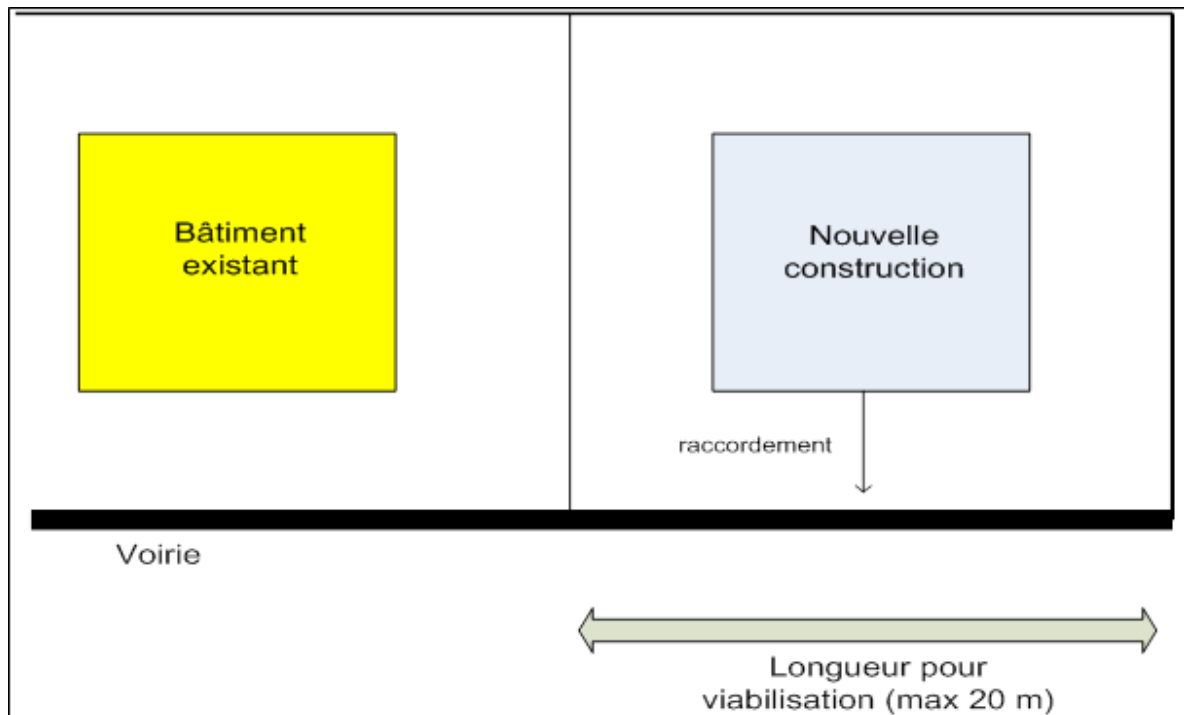 Bâtiment
existant
Nouvelle
construction
raccordement
Voirie
Longueur pour
viabilisation (max 20 m)